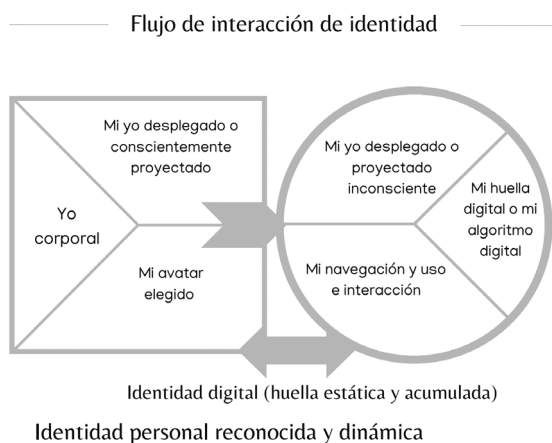 Flujo de interacción de identidad
Mi yo desplegado o
conscientemente
proyectado
Yo
corporal
Mi avatar
elegido
Mi yo desplegado o
proyectado
inconsciente
Mi huella
digital o mi
algoritmo
digital
Mi navegación y uso
e interacción
Identidad digital (huella estática y acumulada)
Identidad personal reconocida y dinámica